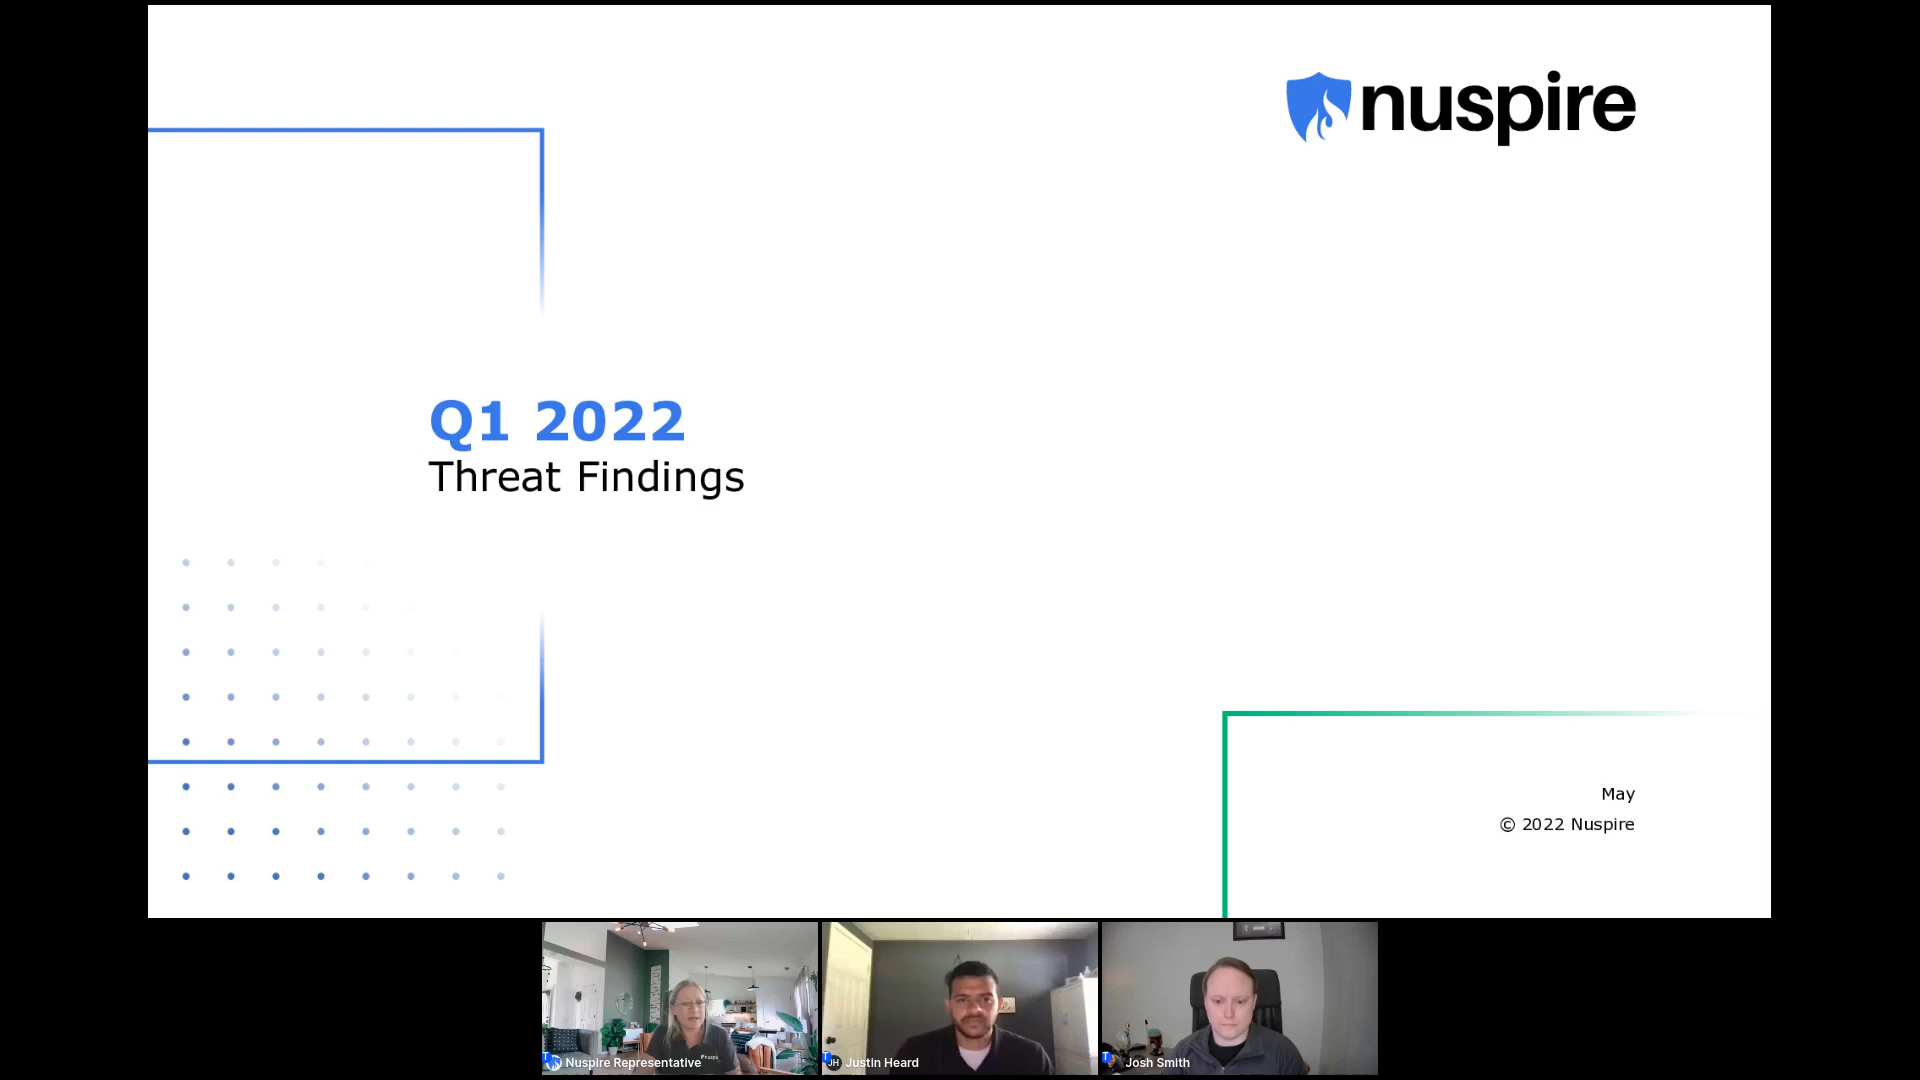 nuspire
Q1 2022
Threat Findings
May
© 2022 Nuspire
Nuspire Representative
JH Justin Heard
Josh Smith